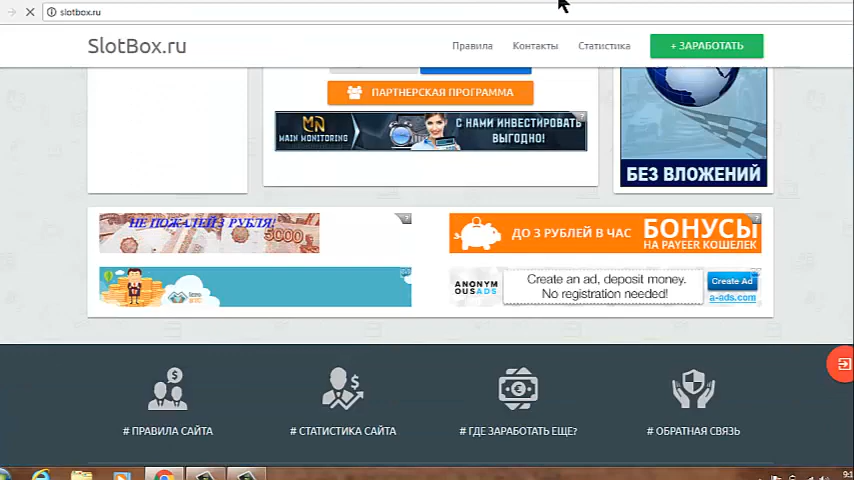 slotbox.ru
SlotBox.ru
Правила
Контакты
Статистика
+ ЗАРАБОТАТЬ
ПАРТНЕРСКАЯ ПРОГРАММА
MAIN MONITORING
С НАМИ ИНВЕСТИРОВАТЬ
ВЫГОДНО!
БЕЗ ВЛОЖЕНИЙ
НЕ ПОЖАЛЕЙ 3 РУБЛЯ!
5000
ДО 3 РУБЛЕЙ В ЧАС
БОНУСЫ
НА PAYEER КОШЕЛЕК
ANONYM
OUSADS
Create an ad, deposit money.
No registration needed!
Create Ad
a-ads.com
# ПРАВИЛА САЙТА
# СТАТИСТИКА САЙТА
# ГДЕ ЗАРАБОТАТЬ ЕЩЕ?
# ОБРАТНАЯ СВЯЗЬ